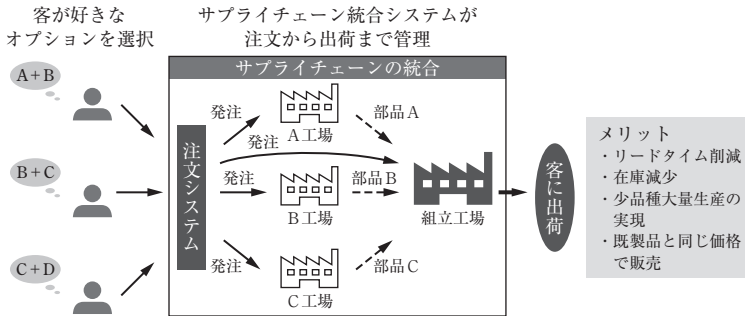 客が好きな
オプションを選択
サプライチェーン統合システムが
注文から出荷まで管理
サプライチェーンの統合
A+B
B+C
C+D
注文システム
発注
A工場
部品A
発注
発注
B工場
部品B
発注
C工場
部品C
組立工場
客に出荷
メリット
・リードタイム削減
・在庫減少
・少品種大量生産の
実現
・既製品と同じ価格
で販売